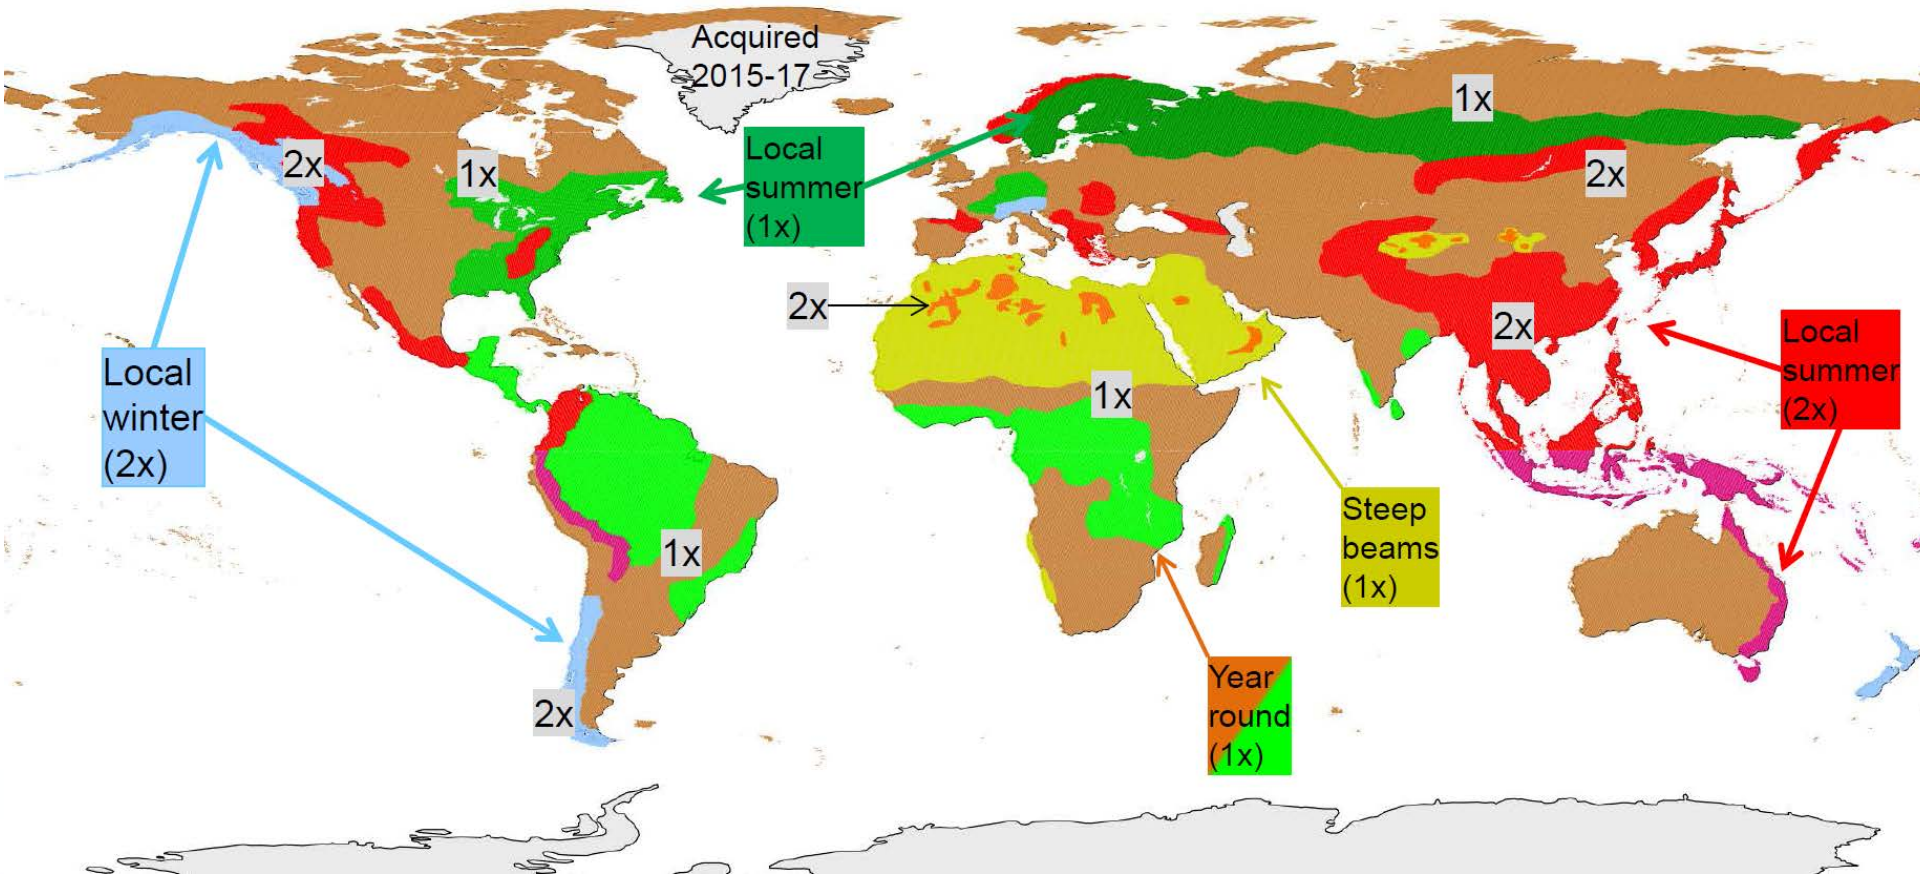 Acquired
2015-17
1x
Local
summer
(1x)
2x
1x
2x
2x
1x
2x
Local
summer
(2x)
Local
winter
(2x)
Steep
beams
(1x)
1x
Year
round
(1x)
2x